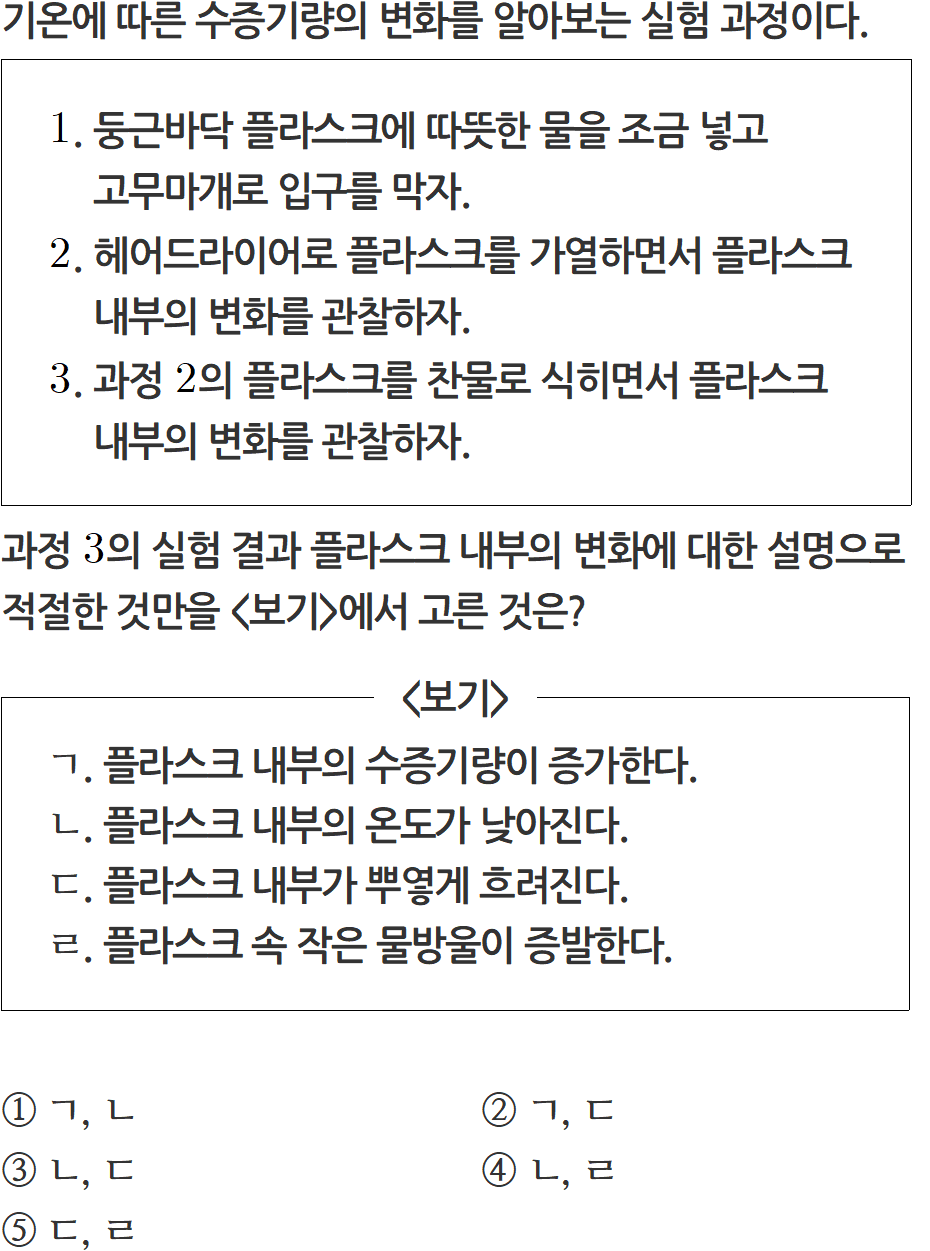 기온에 따른 수증기량의 변화를 알아보는 실험 과정이다.
1. 둥근바닥 플라스크에 따뜻한 물을 조금 넣고
고무마개로 입구를 막자.
2. 헤어드라이어로 플라스크를 가열하면서 플라스크
내부의 변화를 관찰하자.
3. 과정 2의 플라스크를 찬물로 식히면서 플라스크
내부의 변화를 관찰하자.
과정 3의 실험 결과 플라스크 내부의 변화에 대한 설명으로
적절한 것만을 <보기>에서 고른 것은?
<보기>
ㄱ. 플라스크 내부의 수증기량이 증가한다.
ㄴ. 플라스크 내부의 온도가 낮아진다.
ㄷ. 플라스크 내부가 뿌옇게 흐려진다.
ㄹ. 플라스크 속 작은 물방울이 증발한다.
① ㄱ, ㄴ ② ㄱ, ㄷ
③ ㄴ, ㄷ ④ ㄴ, ㄹ
⑤ ㄷ, ㄹ